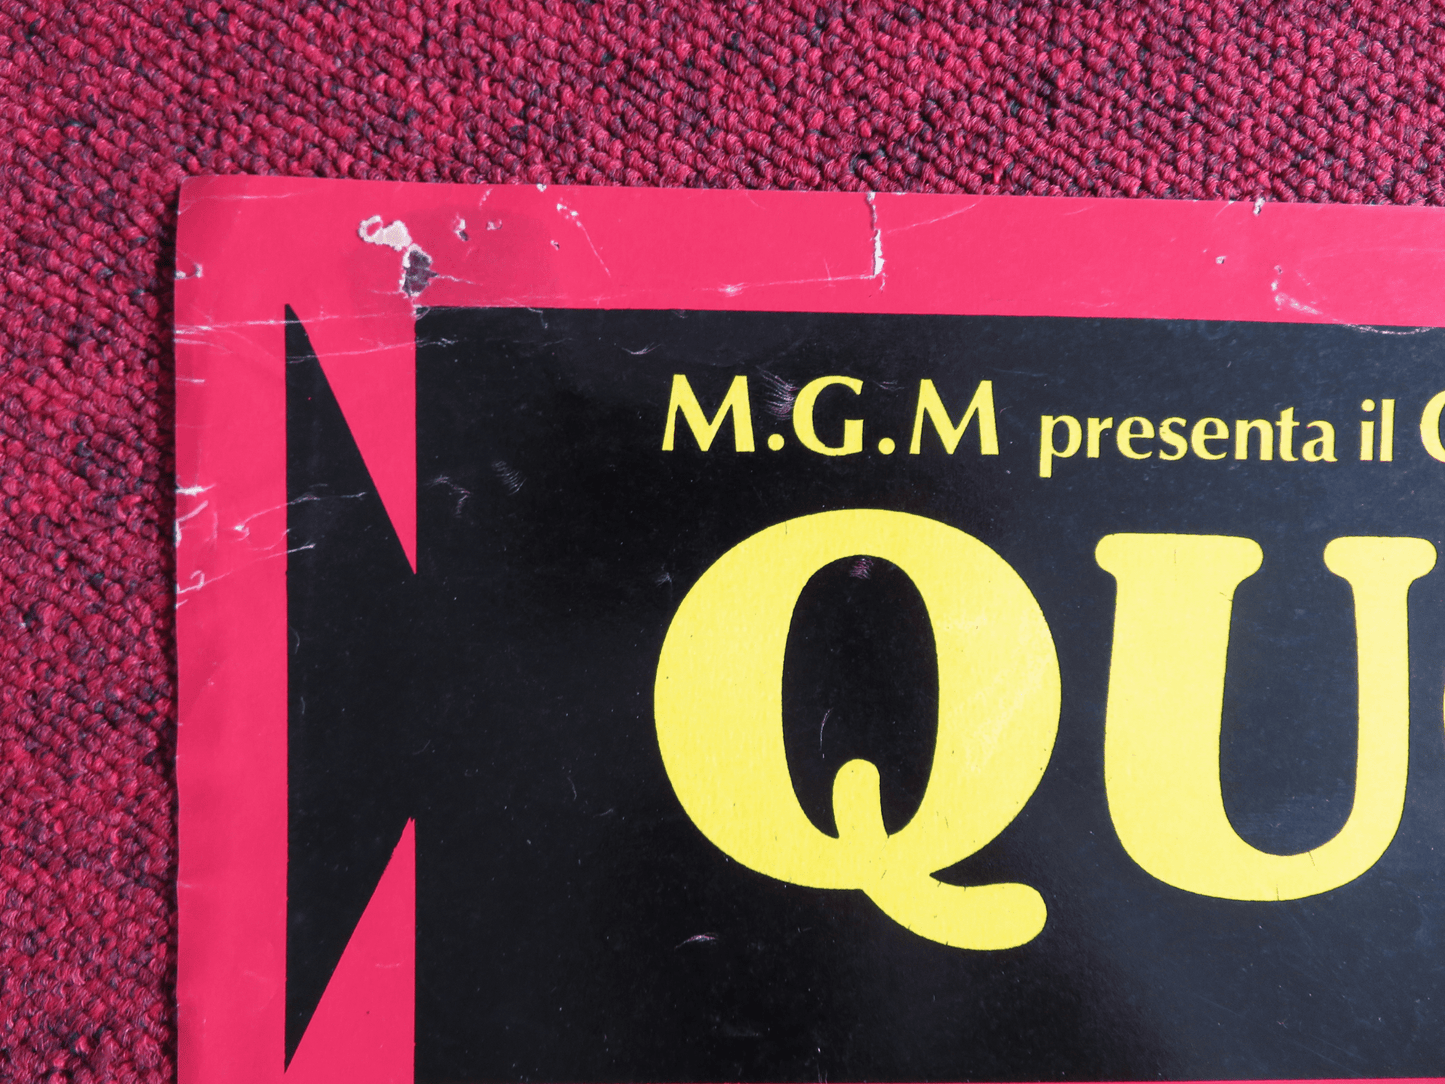 M.G.M presenta il
QU